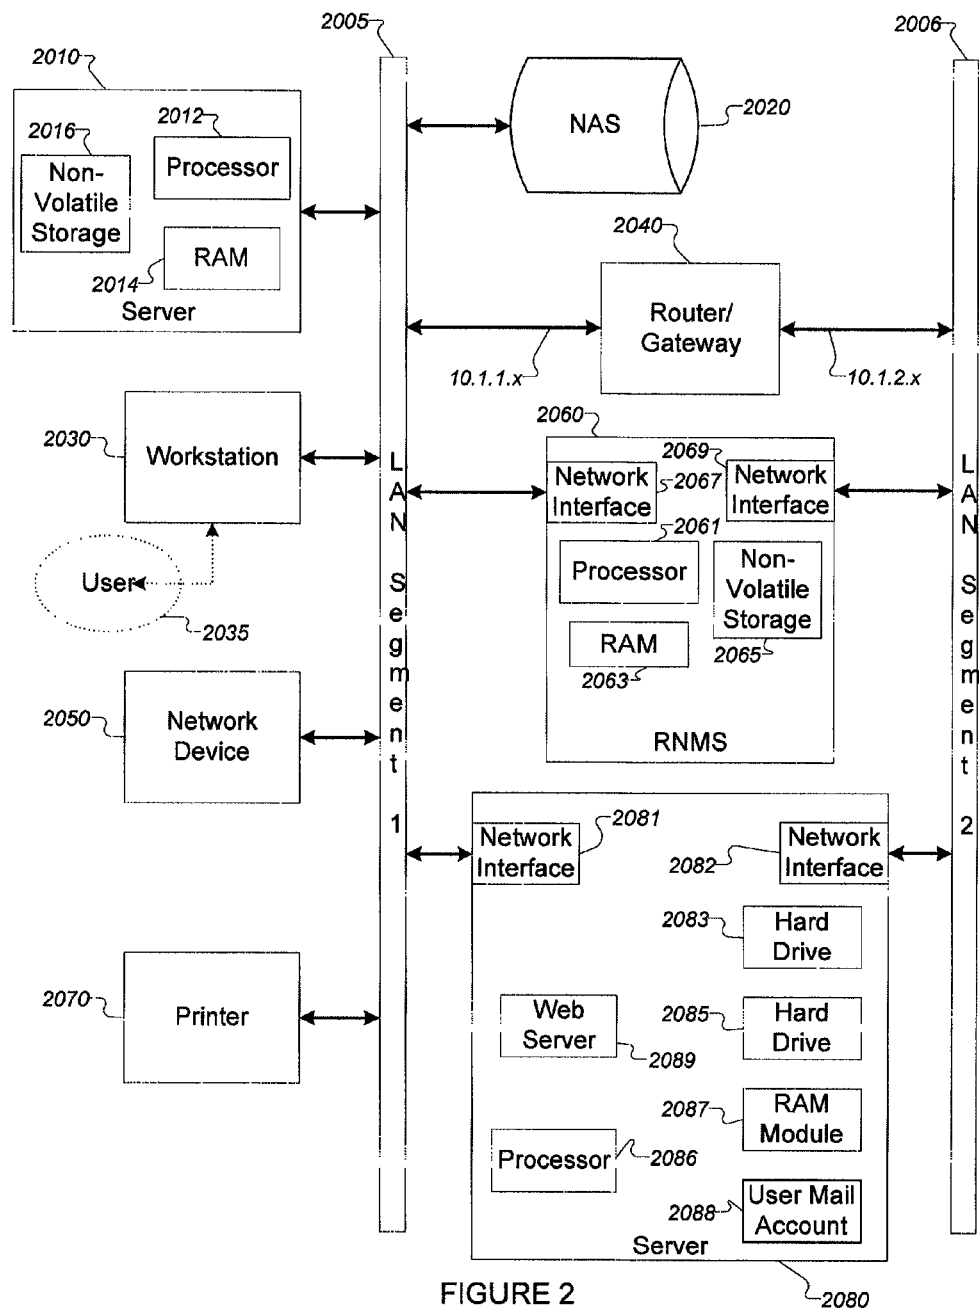 2005
2006
2010
2012
2016
Processor
Non-
Volatile
Storage
RAM
2014
Server
NAS
2020
2040
Router/
Gateway
10.1.1.x
10.1.2.x
2030
Workstation
User
2035
2060
2069
Network
Interface
2067
Network
Interface
2061
Processor
Non-
Volatile
Storage
RAM
2063
2065
RNMS
2050
Network
Device
LAN Segment 1
LAN Segment 2
2081
Network
Interface
2082
Network
Interface
2083
Hard
Drive
2070
Printer
Web
Server
2089
2085
Hard
Drive
2087
RAM
Module
Processor
2086
2088
User Mail
Account
Server
2080
FIGURE 2